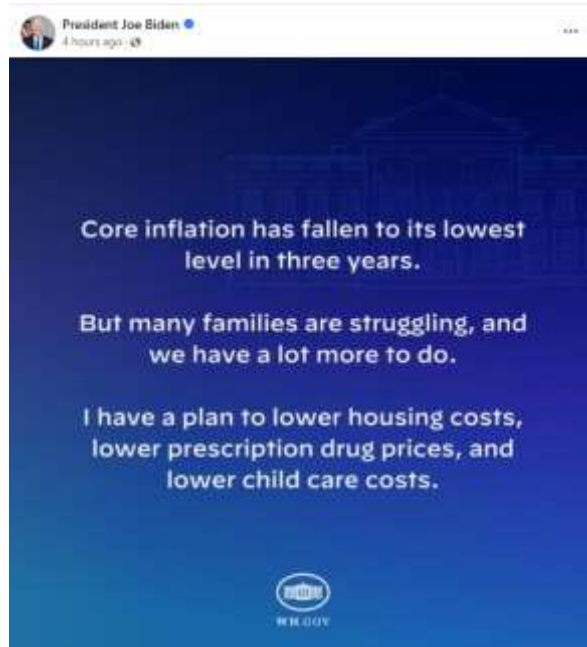 President Joe Biden
4 hours ago ·
Core inflation has fallen to its lowest
level in three years.
But many families are struggling, and
we have a lot more to do.
I have a plan to lower housing costs,
lower prescription drug prices, and
lower child care costs.
WH.GOV